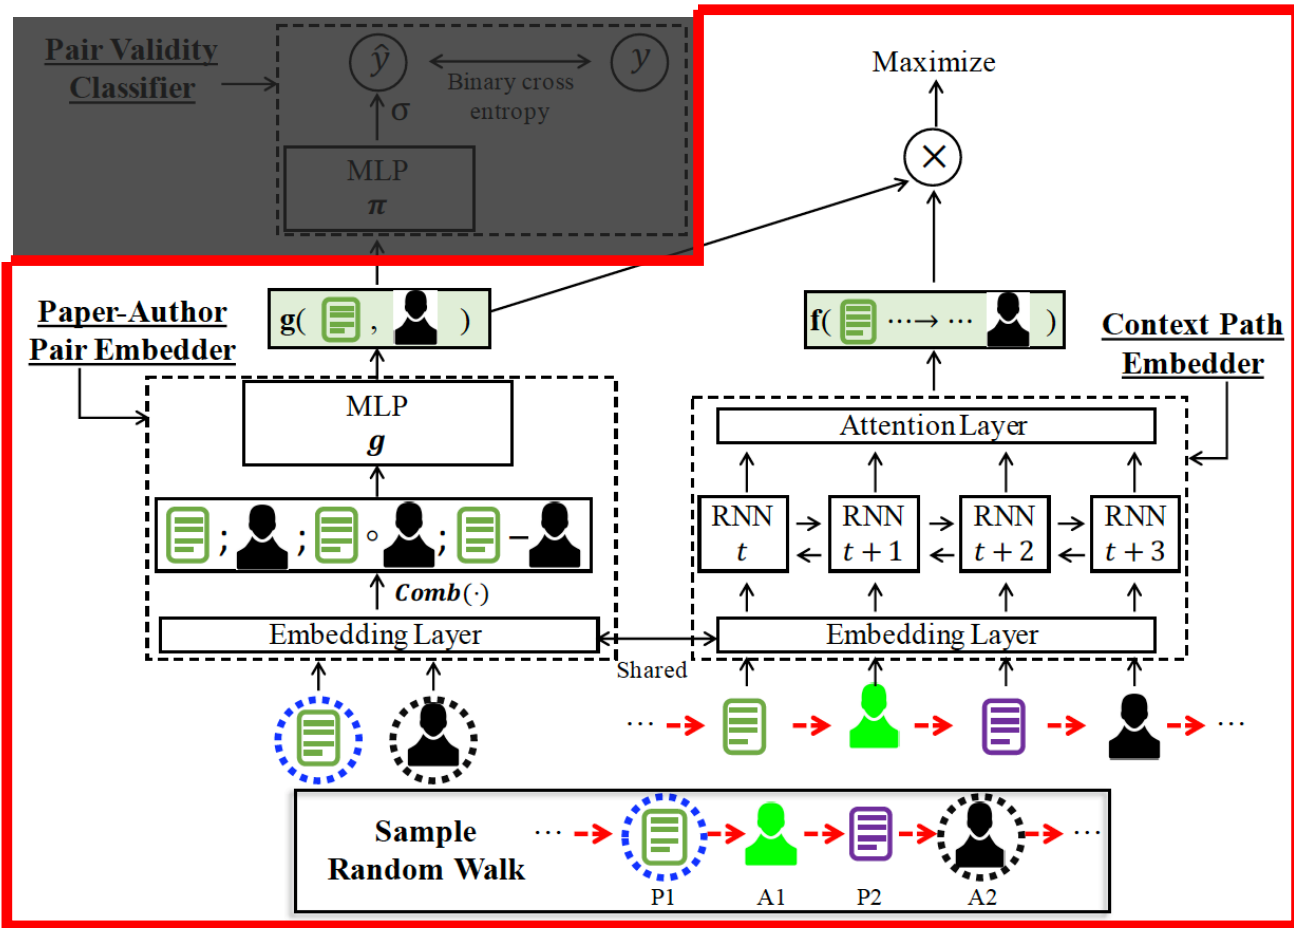 Pair Validity
Classifier
ŷ
y
Binary cross
entropy
σ
MLP
π
Maximize
×
Paper-Author
Pair Embedder
g( , )
f( ⋯→ ⋯ )
Context Path
Embedder
MLP
g
Attention Layer
RNN
t
RNN
t + 1
RNN
t + 2
RNN
t + 3
; ; ∘ ; −
Comb(·)
Embedding Layer
Embedding Layer
Shared
⋯ ⋯
Sample
Random Walk
⋯ ⋯
P1 A1 P2 A2